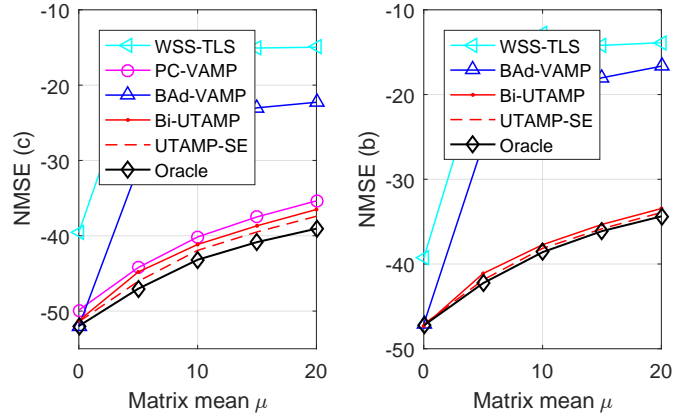 -10
-20
-30
-40
-50
NMSE (c)
WSS-TLS
PC-VAMP
BAd-VAMP
Bi-UTAMP
UTAMP-SE
Oracle
0
10
20
Matrix mean μ
-10
-20
-30
-40
-50
NMSE (b)
WSS-TLS
BAd-VAMP
Bi-UTAMP
UTAMP-SE
Oracle
0
10
20
Matrix mean μ